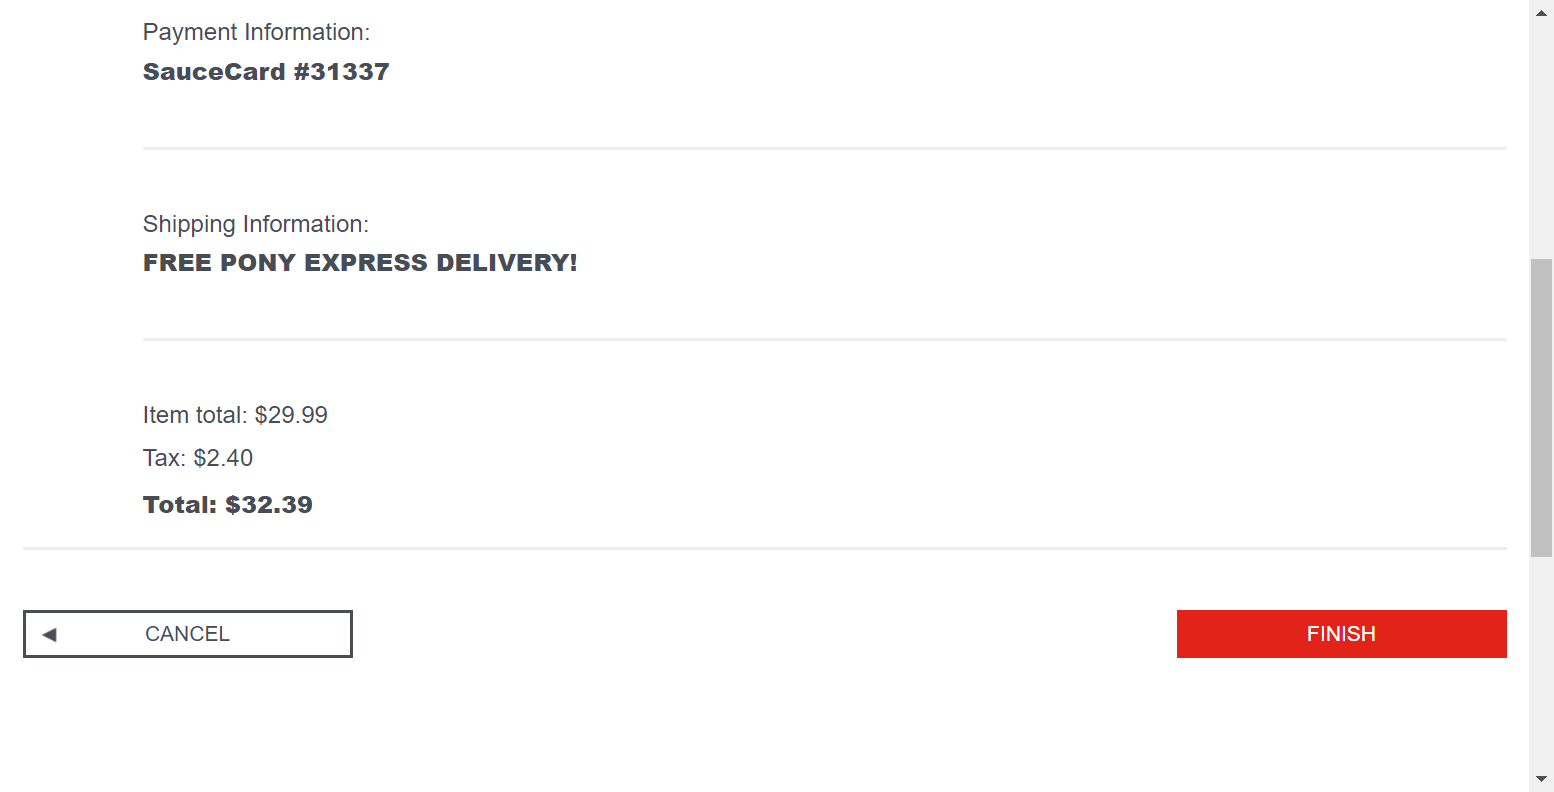 Payment Information:
SauceCard #31337
Shipping Information:
FREE PONY EXPRESS DELIVERY!
Item total: $29.99
Tax: $2.40
Total: $32.39
CANCEL
FINISH